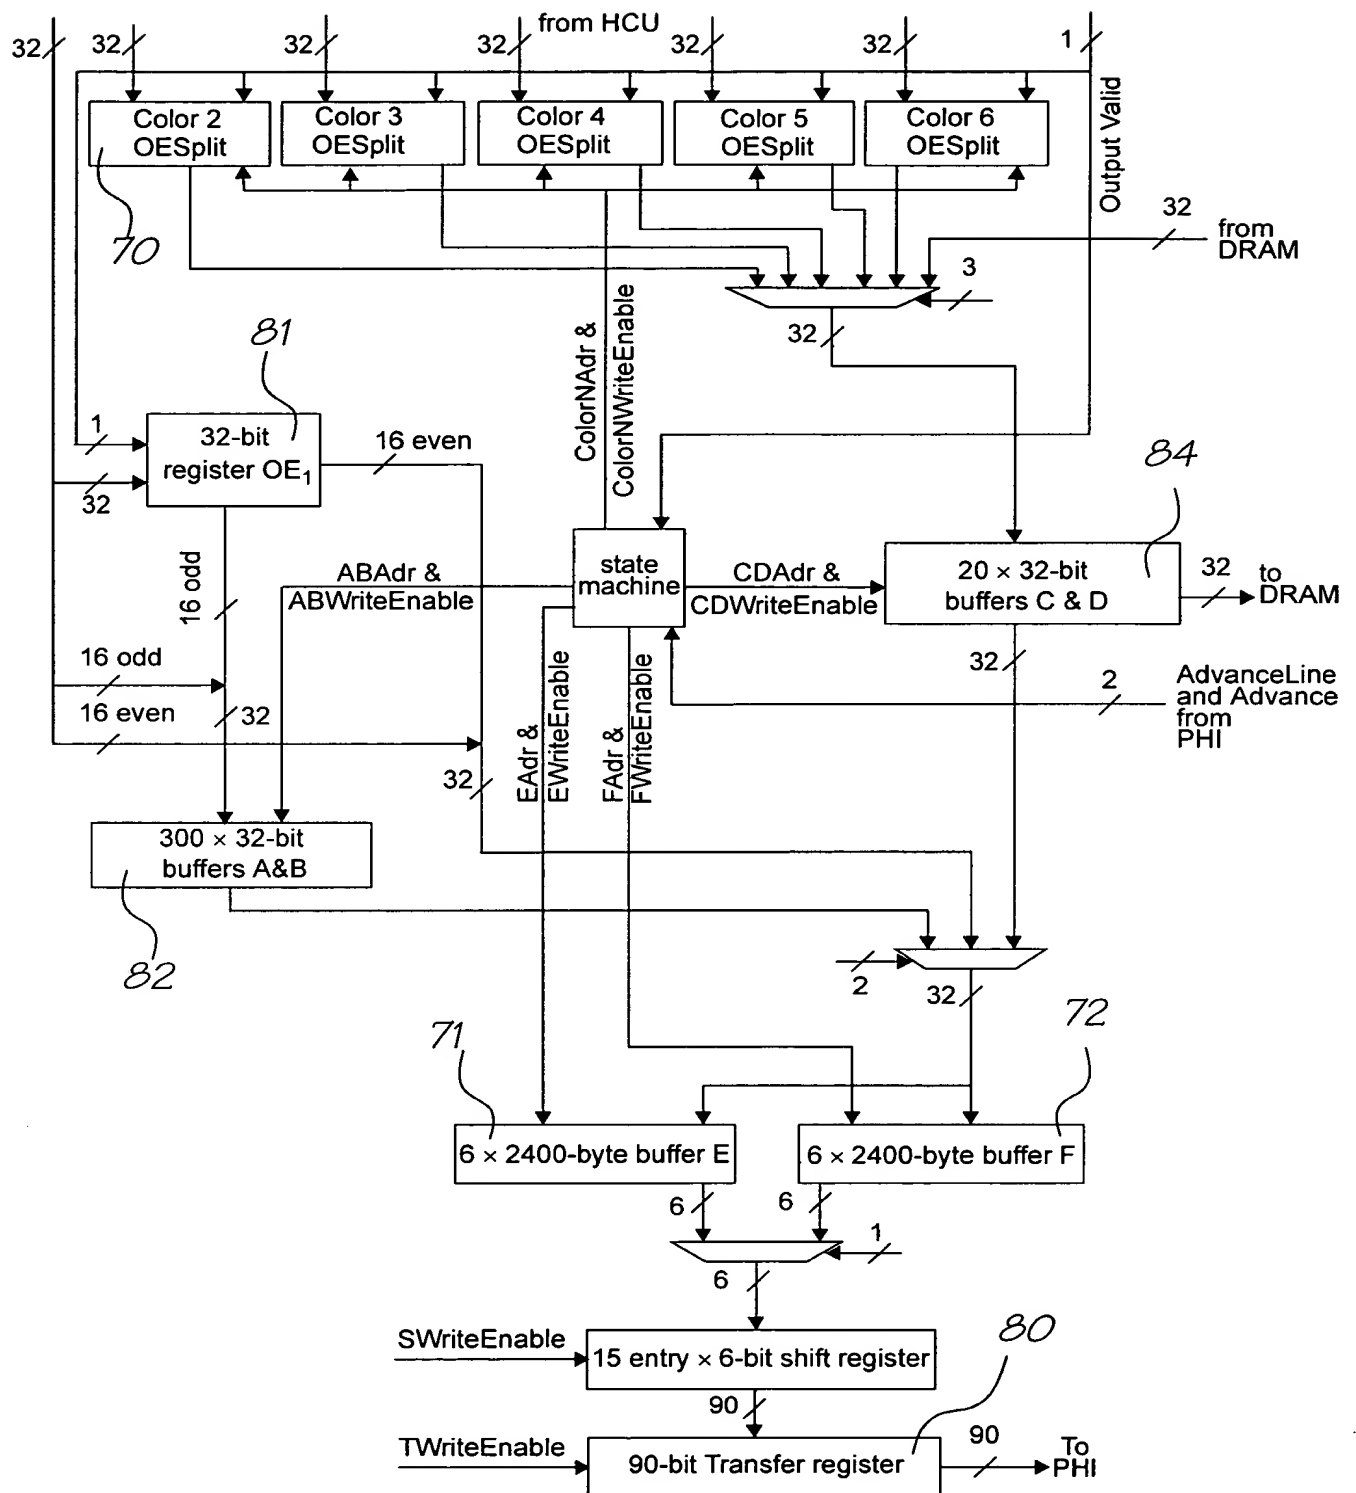 from HCU
32
32
32
32
32
32
1
Color 2
OESplit
Color 3
OESplit
Color 4
OESplit
Color 5
OESplit
Color 6
OESplit
Output Valid
70
32
from
DRAM
3
32
ColorNAdr &
ColorNWriteEnable
81
1
32
32-bit
register OE1
16 even
84
16 odd
ABAdr &
ABWriteEnable
state
machine
CDAdr &
CDWriteEnable
20 × 32-bit
buffers C & D
32
to
DRAM
16 odd
32
16 even
32
EAdr &
EWriteEnable
FAdr &
FWriteEnable
32
2
AdvanceLine
and Advance
from
PHI
300 × 32-bit
buffers A&B
82
2
32
71
72
6 × 2400-byte buffer E
6 × 2400-byte buffer F
6
6
1
6
SWriteEnable
15 entry × 6-bit shift register
80
90
TWriteEnable
90-bit Transfer register
90
To
PHI